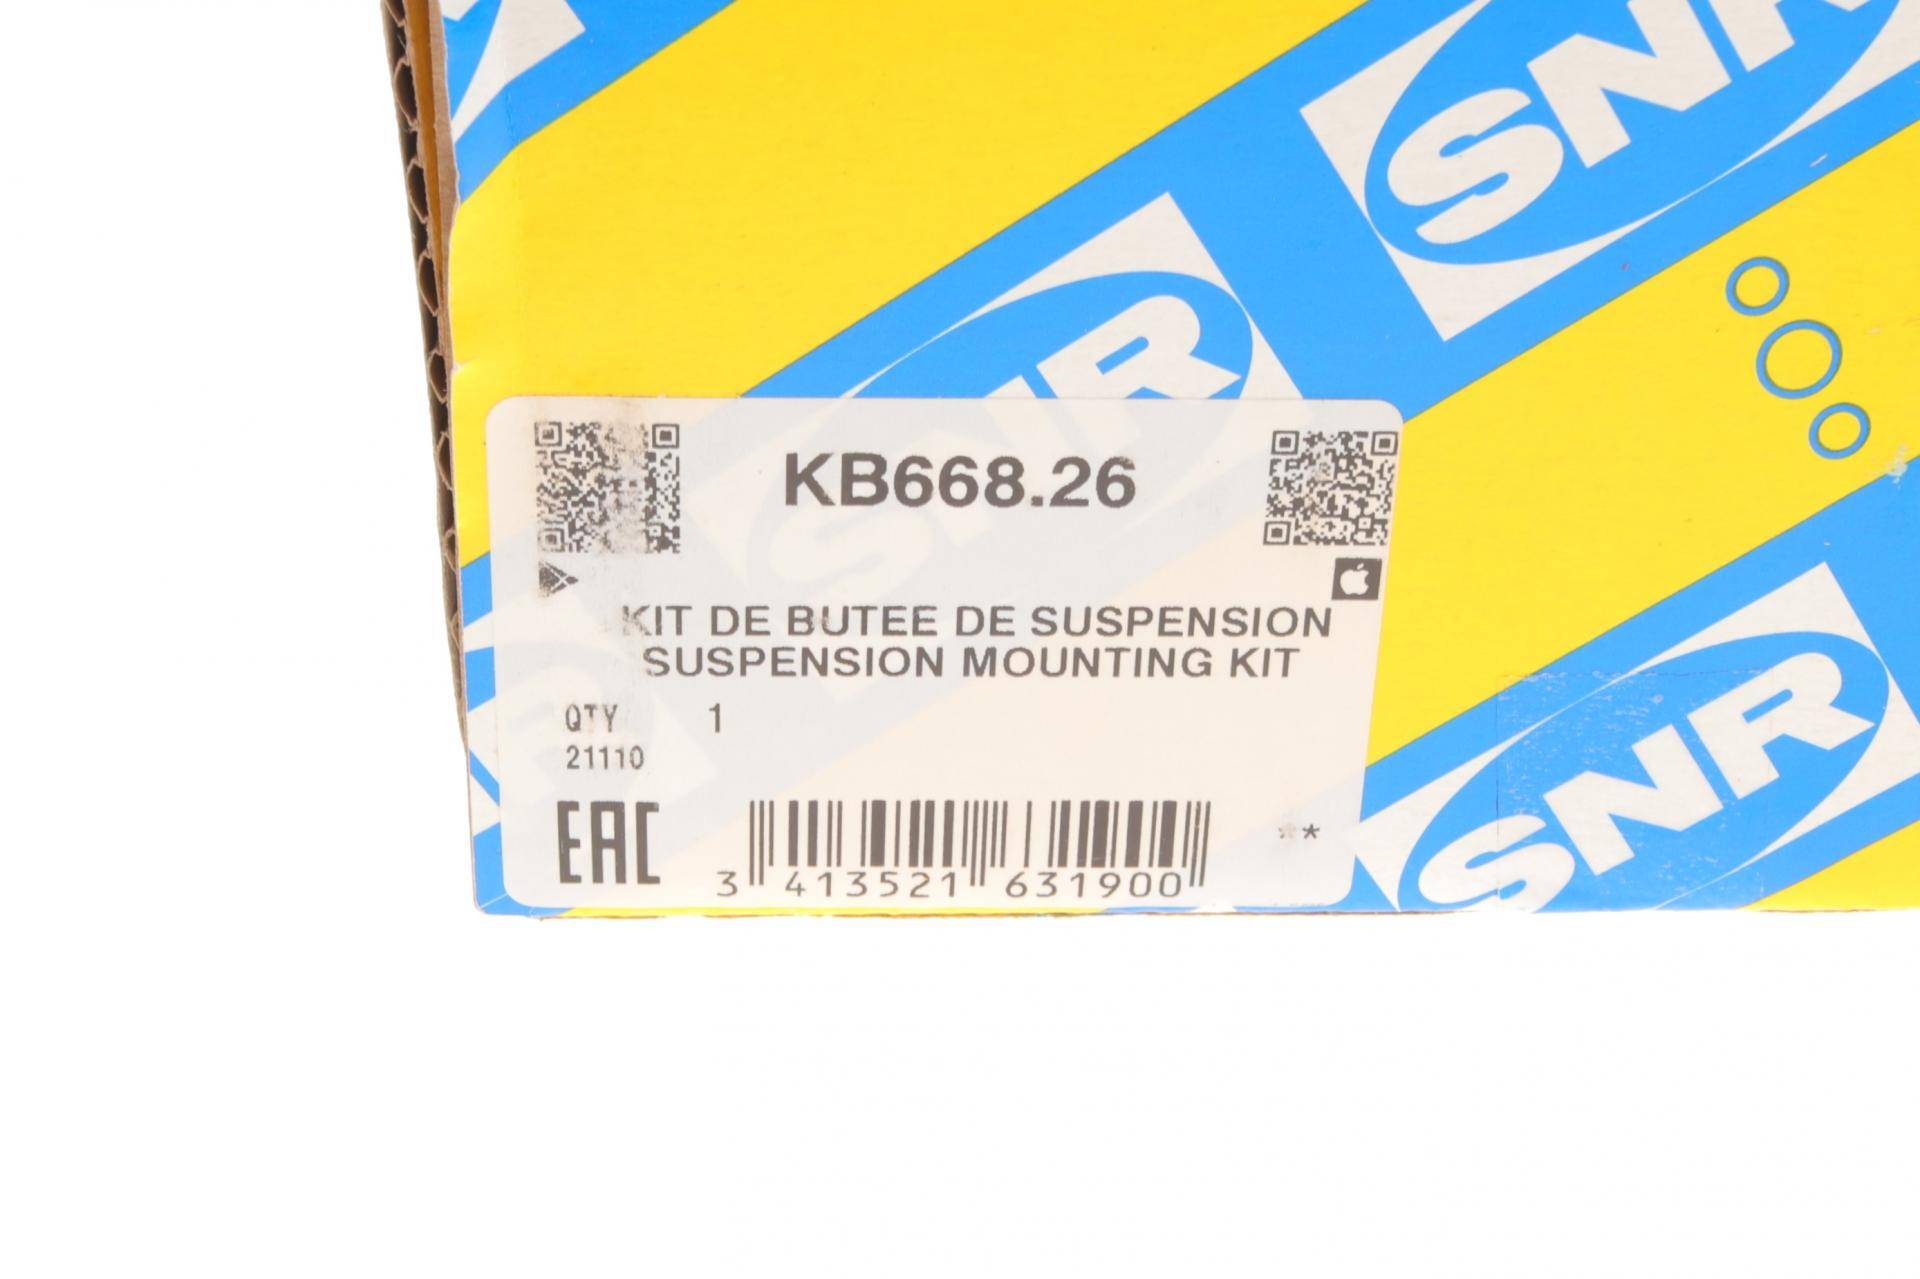 SNR
SNR
KB668.26
KIT DE BUTEE DE SUSPENSION
SUSPENSION MOUNTING KIT
QTY 1
21110
EAC
3 413521 631900
**
SNR